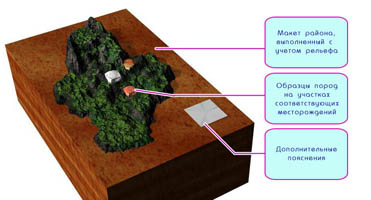 Макет района,
выполненный с
учетом рельефа
Образцы пород
на участках
соответствующих
месторождений
Дополнительные
пояснения